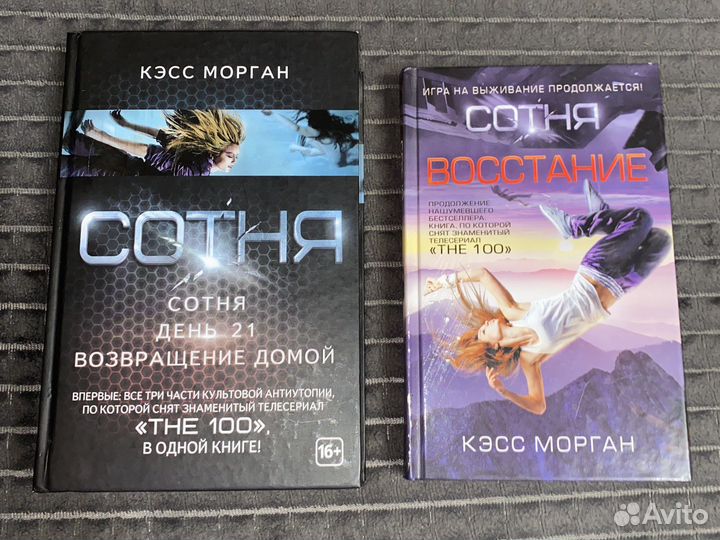 КЭСС МОРГАН
СОТНЯ
СОТНЯ
ДЕНЬ 21
ВОЗВРАЩЕНИЕ ДОМОЙ
ВПЕРВЫЕ: ВСЕ ТРИ ЧАСТИ КУЛЬТОВОЙ АНТИУТОПИИ,
ПО КОТОРОЙ СНЯТ ЗНАМЕНИТЫЙ ТЕЛЕСЕРИАЛ
«THE 100»,
В ОДНОЙ КНИГЕ!
16+
ИГРА НА ВЫЖИВАНИЕ ПРОДОЛЖАЕТСЯ!
СОТНЯ
ВОССТАНИЕ
ПРОДОЛЖЕНИЕ
НАШУМЕВШЕГО
БЕСТСЕЛЛЕРА.
КНИГА, ПО КОТОРОЙ
СНЯТ ЗНАМЕНИТЫЙ
ТЕЛЕСЕРИАЛ
«THE 100»
КЭСС МОРГАН
Avito